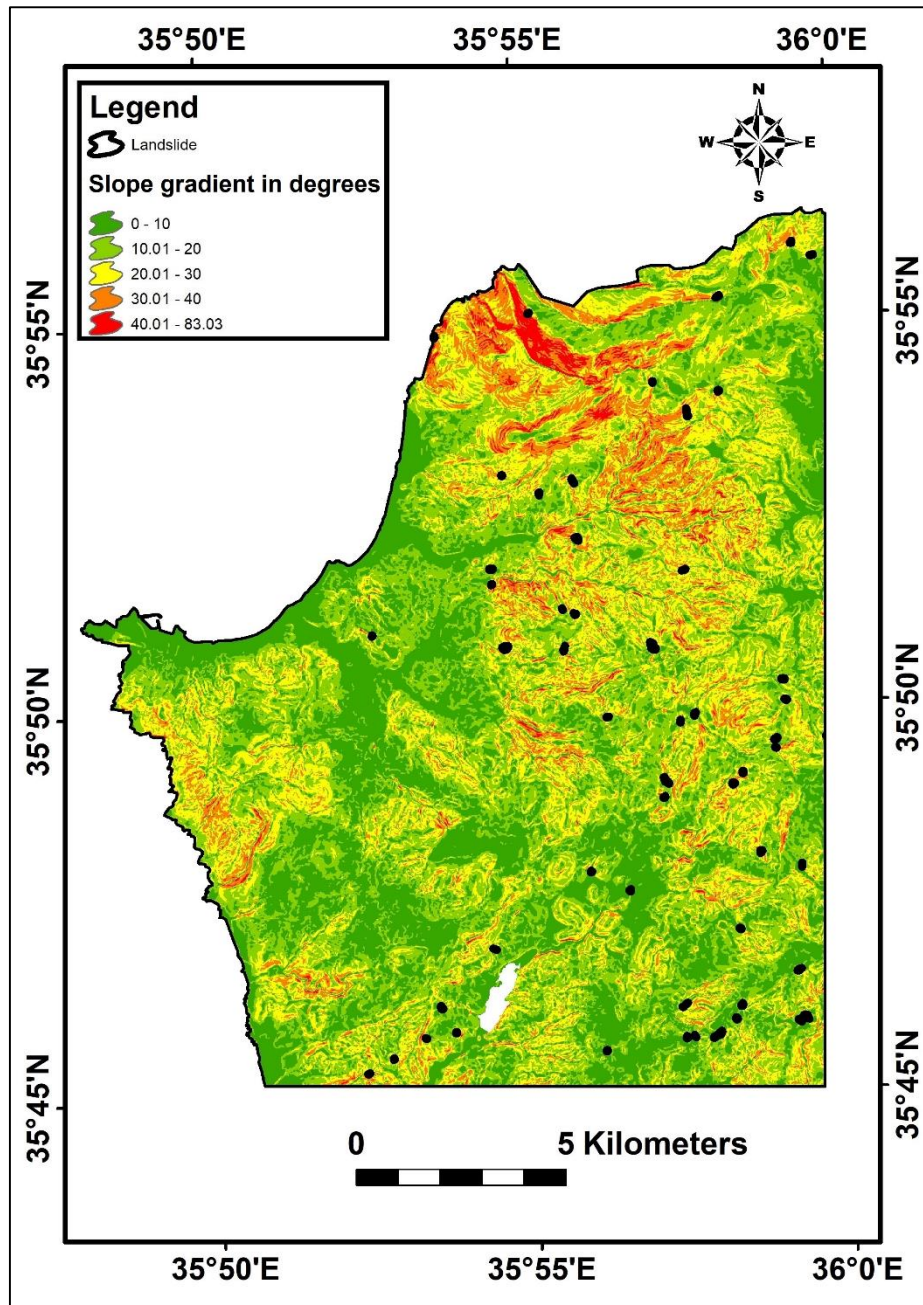 35°50'E 35°55'E 36°0'E
Legend
Landslide
Slope gradient in degrees
0 - 10
10.01 - 20
20.01 - 30
30.01 - 40
40.01 - 83.03
N
W E
S
35°55'N 35°55'N
35°50'N 35°50'N
35°45'N 35°45'N
0 5 Kilometers
35°50'E 35°55'E 36°0'E